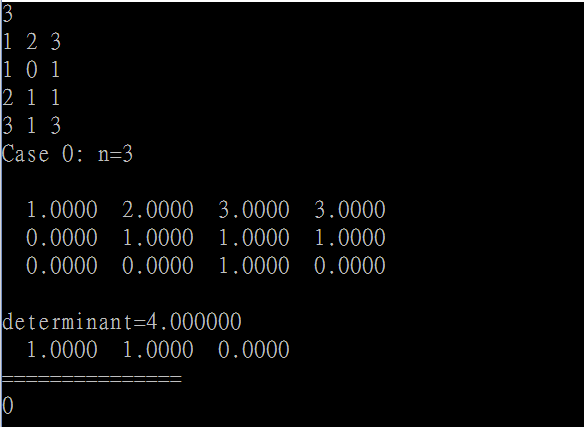 3
1 2 3
1 0 1
2 1 1
3 1 3
Case 0: n=3
1.0000 2.0000 3.0000 3.0000
0.0000 1.0000 1.0000 1.0000
0.0000 0.0000 1.0000 0.0000
determinant=4.000000
1.0000 1.0000 0.0000
===============
0